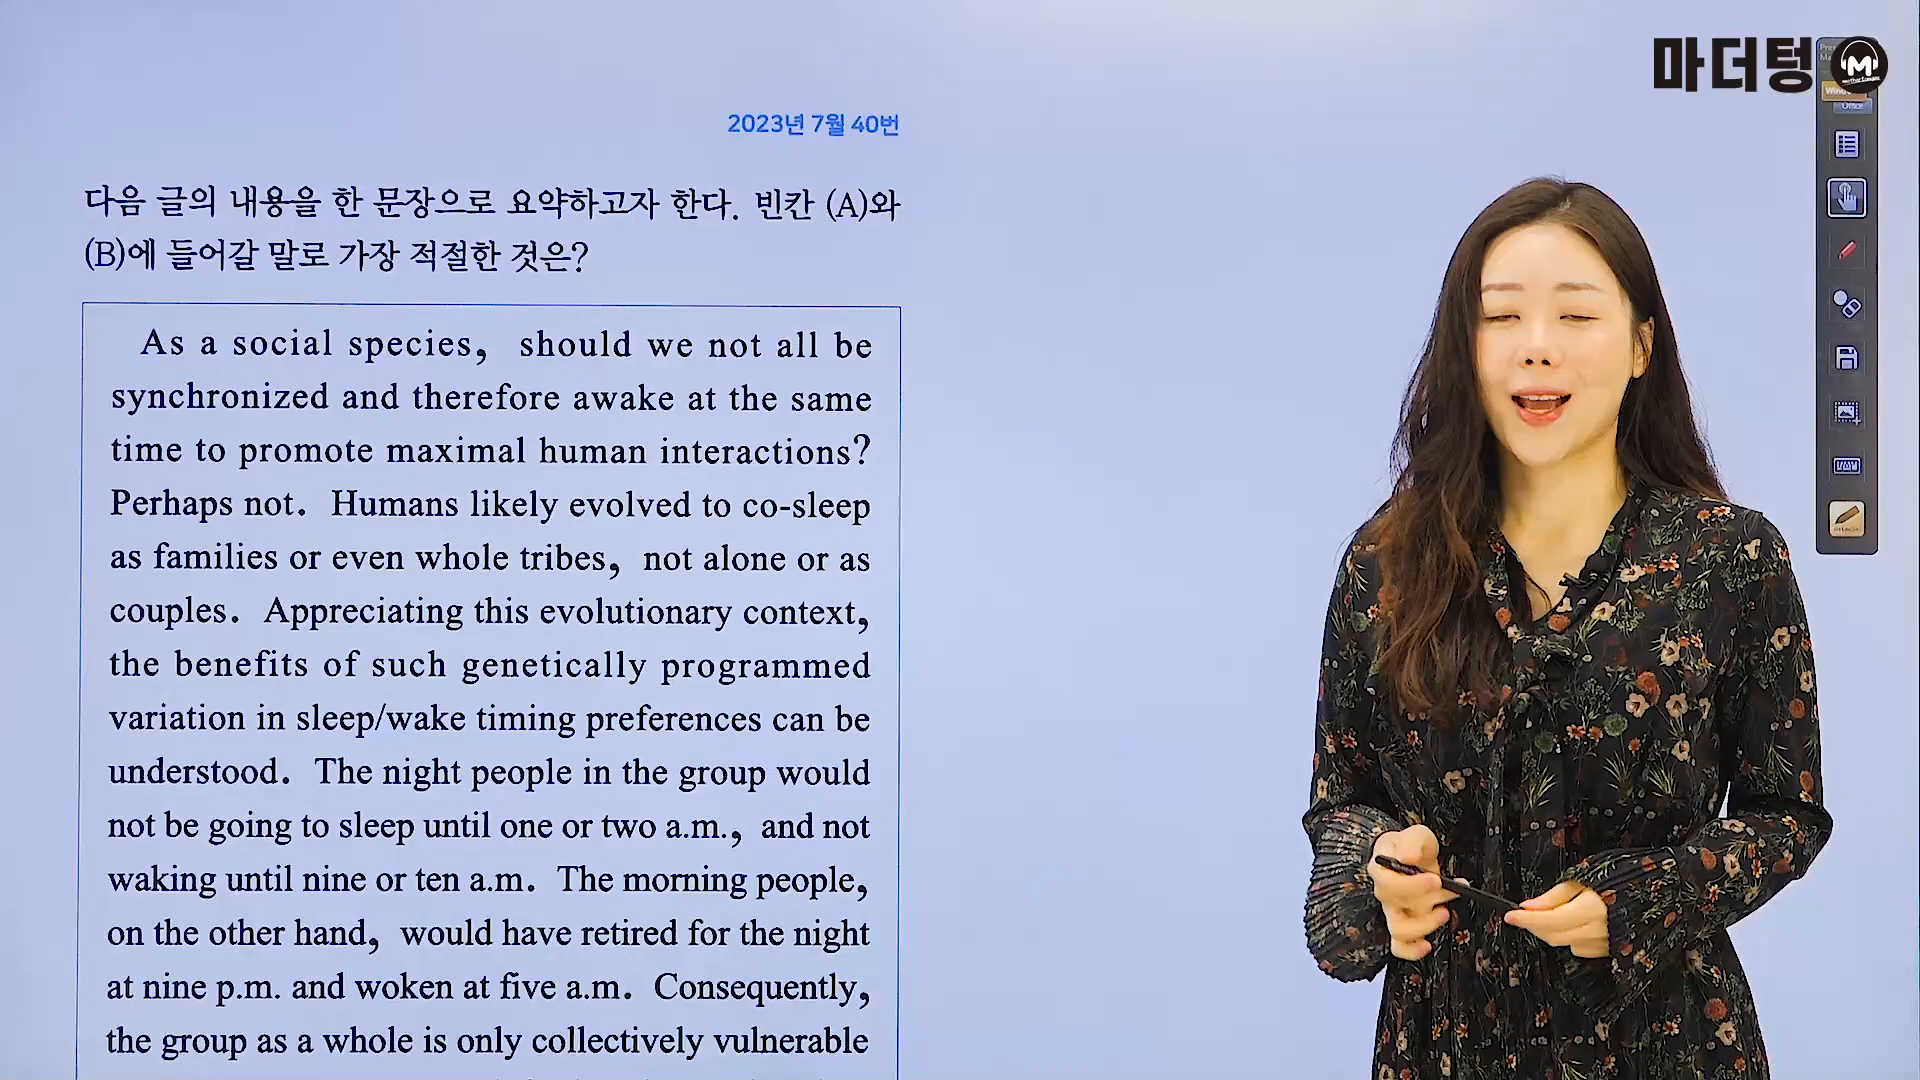 마더텅
M
2023년 7월 40번
다음 글의 내용을 한 문장으로 요약하고자 한다. 빈칸 (A)와
(B)에 들어갈 말로 가장 적절한 것은?
As a social species, should we not all be
synchronized and therefore awake at the same
time to promote maximal human interactions?
Perhaps not. Humans likely evolved to co-sleep
as families or even whole tribes, not alone or as
couples. Appreciating this evolutionary context,
the benefits of such genetically programmed
variation in sleep/wake timing preferences can be
understood. The night people in the group would
not be going to sleep until one or two a.m., and not
waking until nine or ten a.m. The morning people,
on the other hand, would have retired for the night
at nine p.m. and woken at five a.m. Consequently,
the group as a whole is only collectively vulnerable
Office